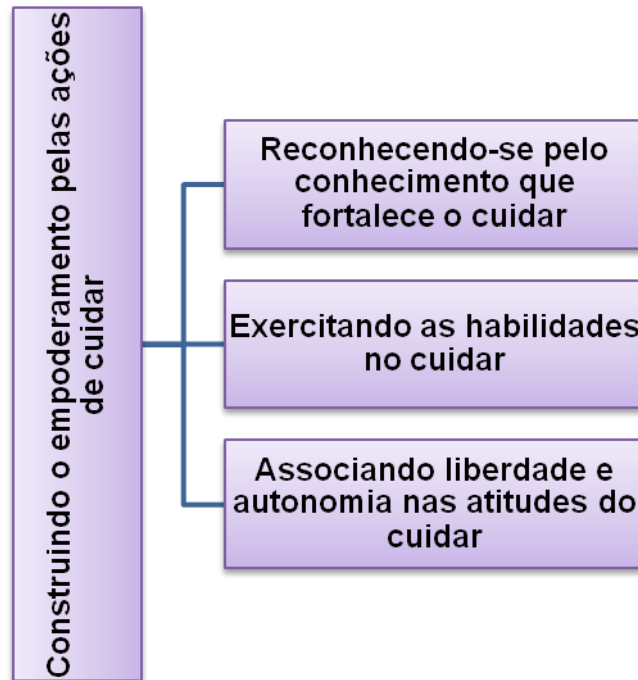 Construindo o empoderamento pelas ações
de cuidar
Reconhecendo-se pelo
conhecimento que
fortalece o cuidar
Exercitando as habilidades
no cuidar
Associando liberdade e
autonomia nas atitudes do
cuidar